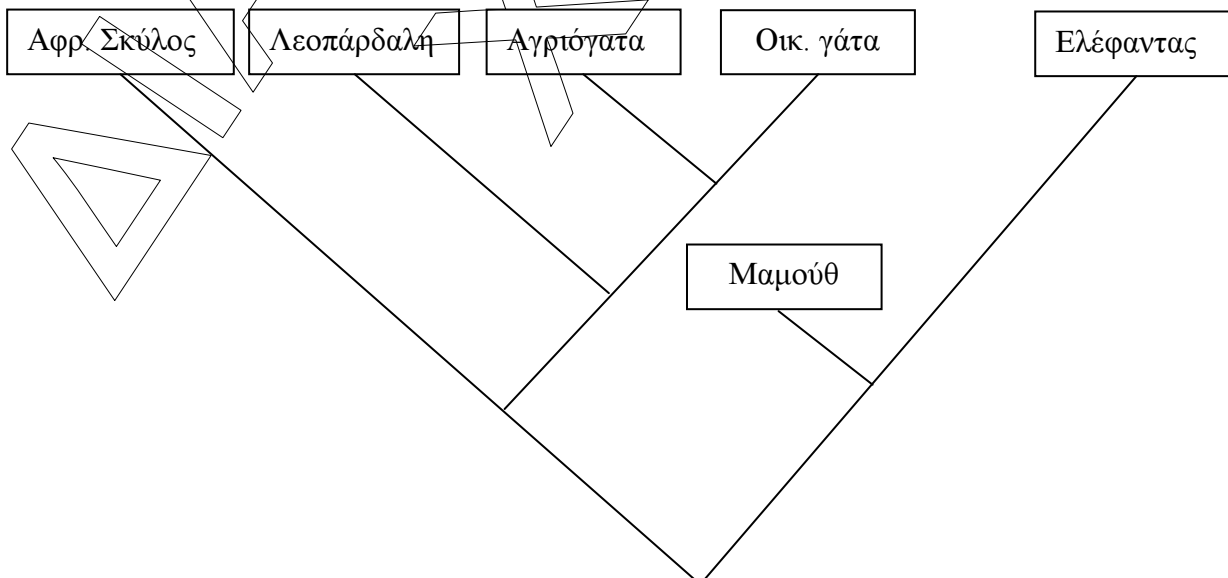 Αφρ. Σκύλος
Λεοπάρδαλη
Αγριόγατα
Οικ. γάτα
Ελέφαντας
Μαμούθ